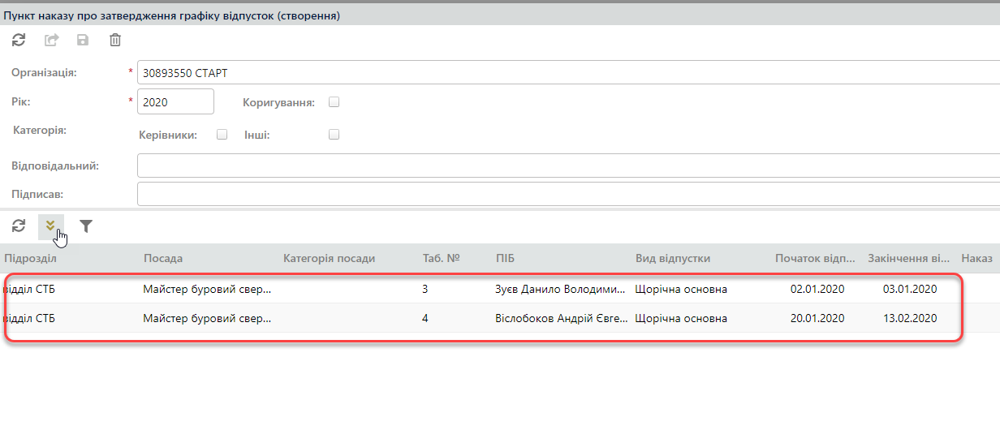 Пункт наказу про затвердження графіку відпусток (створення)
Організація: * 30893550 СТАРТ
Рік: * 2020 Коригування:
Категорія: Керівники: Інші:
Відповідальний:
Підписав:
Підрозділ Посада Категорія посади Таб. № ПІБ Вид відпустки Початок відп... Закінчення ві... Наказ
відділ СТБ Майстер буровий свер... 3 Зуєв Данило Володими... Щорічна основна 02.01.2020 03.01.2020
відділ СТБ Майстер буровий свер... 4 Віслобоков Андрій Євге... Щорічна основна 20.01.2020 13.02.2020